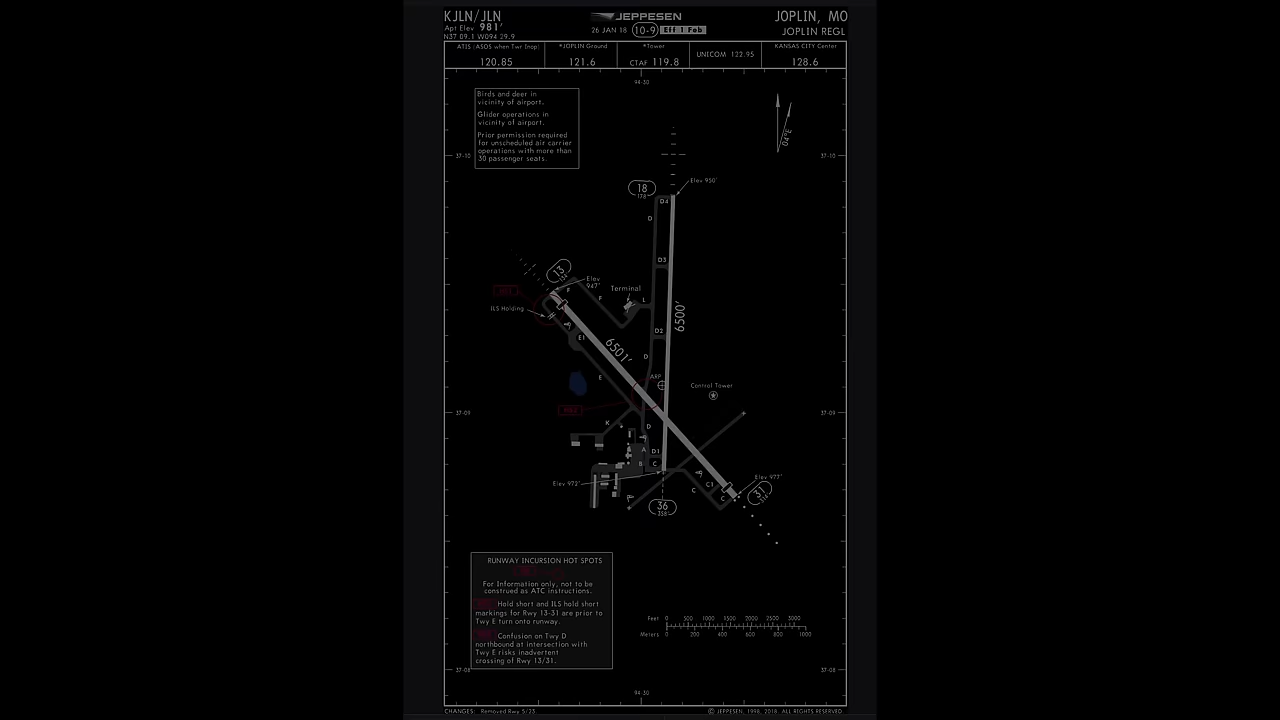 KJLN/JLN
Apt Elev 981'
N37 09.1 W094 29.9
JEPPESEN
26 JAN 18 10-9 Eff 1 Feb
JOPLIN, MO
JOPLIN REGL
ATIS (ASOS when Twr Inop)
120.85
*JOPLIN Ground
121.6
*Tower
CTAF 119.8
UNICOM 122.95
KANSAS CITY Center
128.6
94-30
Birds and deer in
vicinity of airport.
Glider operations in
vicinity of airport.
Prior permission required
for unscheduled air carrier
operations with more than
30 passenger seats.
04°E
37-10
37-10
18
178°
Elev 950'
D4
D
D3
13
Elev
947'
F
F
Terminal
L
ILS Holding
6500'
D2
E1
6501'
D
E
ARP
Control Tower
37-09
37-09
K
D
A
D1
B
C
Elev 972'
C1
C
C
Elev 977'
31
36
358°
RUNWAY INCURSION HOT SPOTS
For Information only, not to be
construed as ATC instructions.
Hold short and ILS hold short
markings for Rwy 13-31 are prior to
Twy E turn onto runway.
Confusion on Twy D
northbound at intersection with
Twy E risks inadvertent
crossing of Rwy 13/31.
Feet 0 500 1000 1500 2000 2500 3000
Meters 0 200 400 600 800 1000
37-08
37-08
94-30
CHANGES: Removed Rwy 5/23.
© JEPPESEN, 1998, 2018. ALL RIGHTS RESERVED.